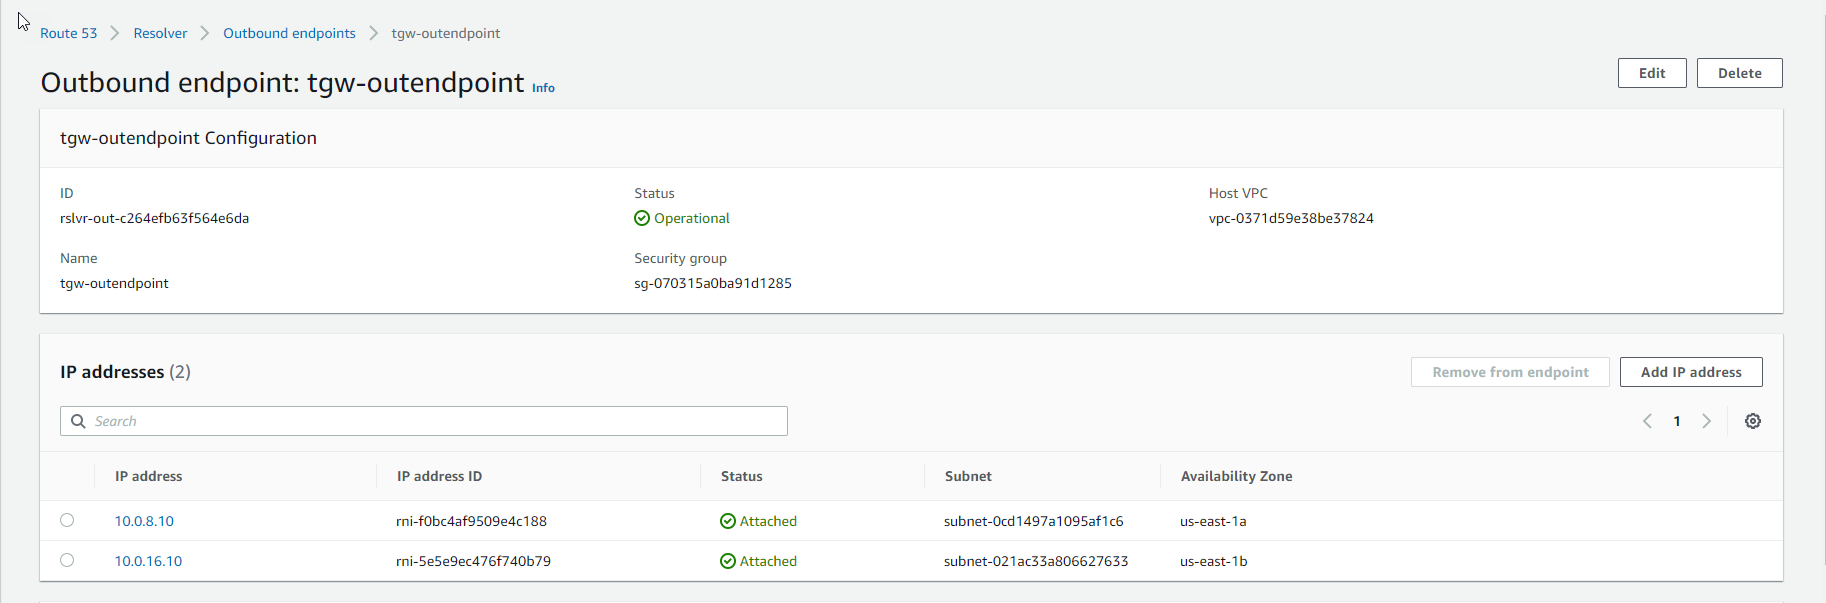 Route 53 Resolver Outbound endpoints tgw-outendpoint
Outbound endpoint: tgw-outendpoint Info
Edit Delete
tgw-outendpoint Configuration
ID Status Host VPC
rslvr-out-c264efb63f564e6da Operational vpc-0371d59e38be37824
Name Security group
tgw-outendpoint sg-070315a0ba91d1285
IP addresses (2)
Remove from endpoint Add IP address
Search
1
IP address IP address ID Status Subnet Availability Zone
10.0.8.10 rni-f0bc4af9509e4c188 Attached subnet-0cd1497a1095af1c6 us-east-1a
10.0.16.10 rni-5e5e9ec476f740b79 Attached subnet-021ac33a806627633 us-east-1b